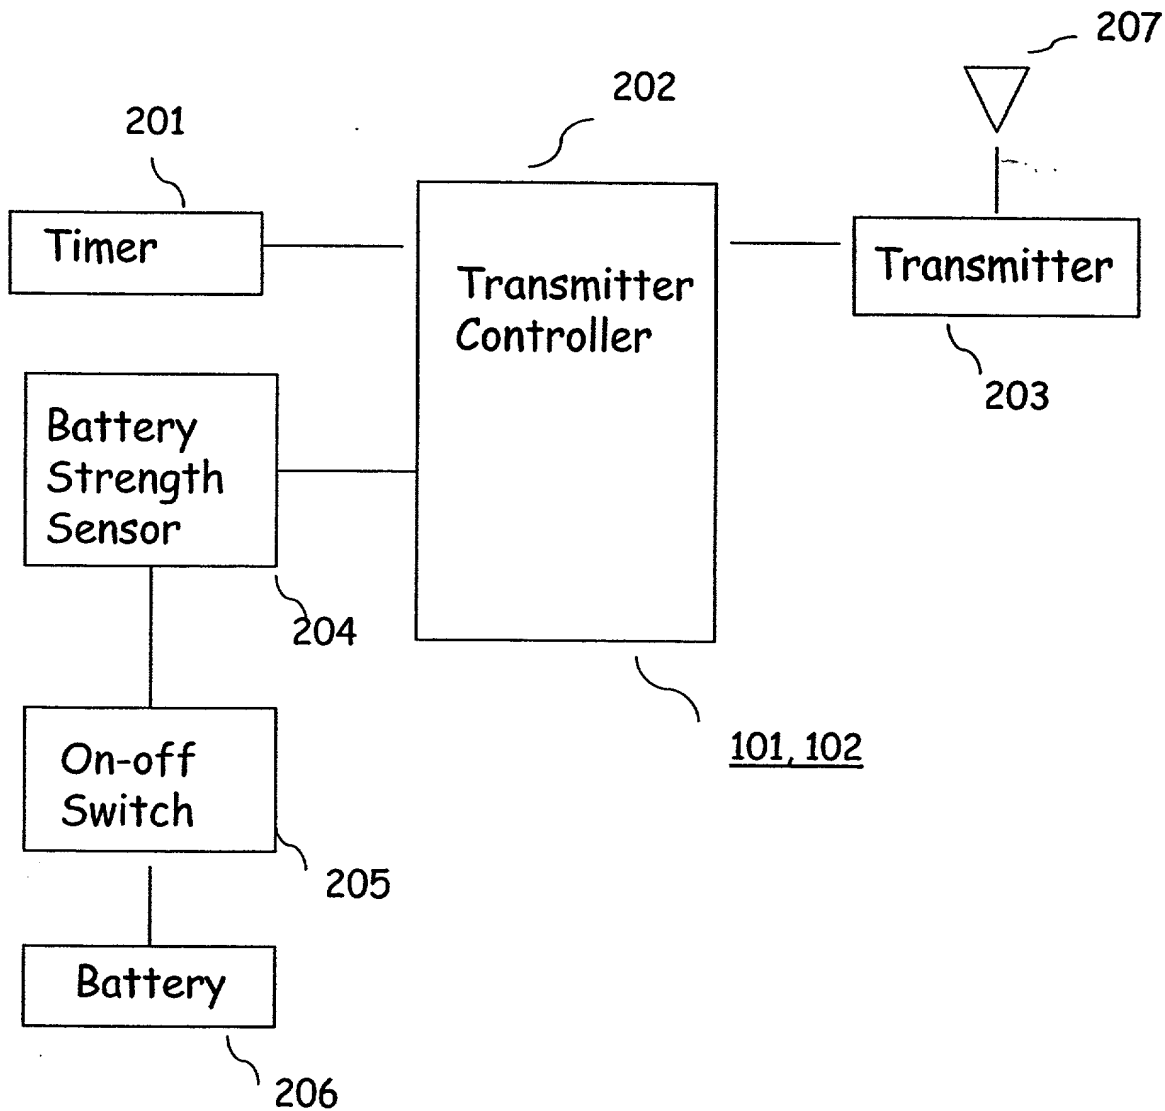 207
202
201
Timer
Transmitter
Controller
Transmitter
203
Battery
Strength
Sensor
204
101, 102
On-off
Switch
205
Battery
206